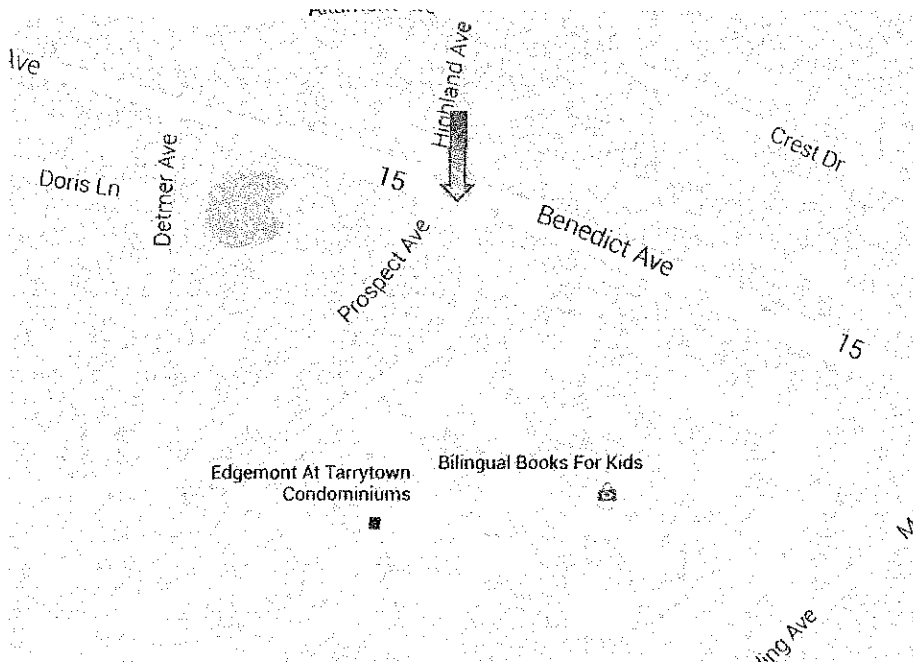 Highland Ave
Crest Dr
Doris Ln
Detmer Ave
15
Benedict Ave
Prospect Ave
15
Edgemont At Tarrytown
Condominiums
Bilingual Books For Kids
Ave